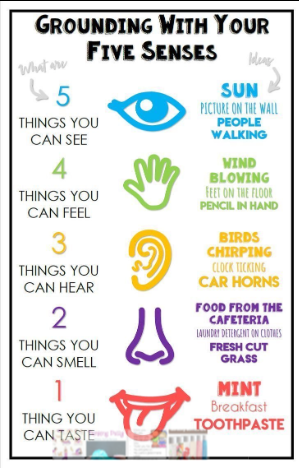 GROUNDING WITH YOUR
FIVE SENSES
What are
Ideas
5
THINGS YOU
CAN SEE
SUN
PICTURE ON THE WALL
PEOPLE
WALKING
4
THINGS YOU
CAN FEEL
WIND
BLOWING
FEET ON THE FLOOR
PENCIL IN HAND
3
THINGS YOU
CAN HEAR
BIRDS
CHIRPING
CLOCK TICKING
CAR HORNS
2
THINGS YOU
CAN SMELL
FOOD FROM THE
CAFETERIA
LAUNDRY DETERGENT ON CLOTHES
FRESH CUT
GRASS
1
THING YOU
CAN TASTE
MINT
Breakfast
TOOTHPASTE